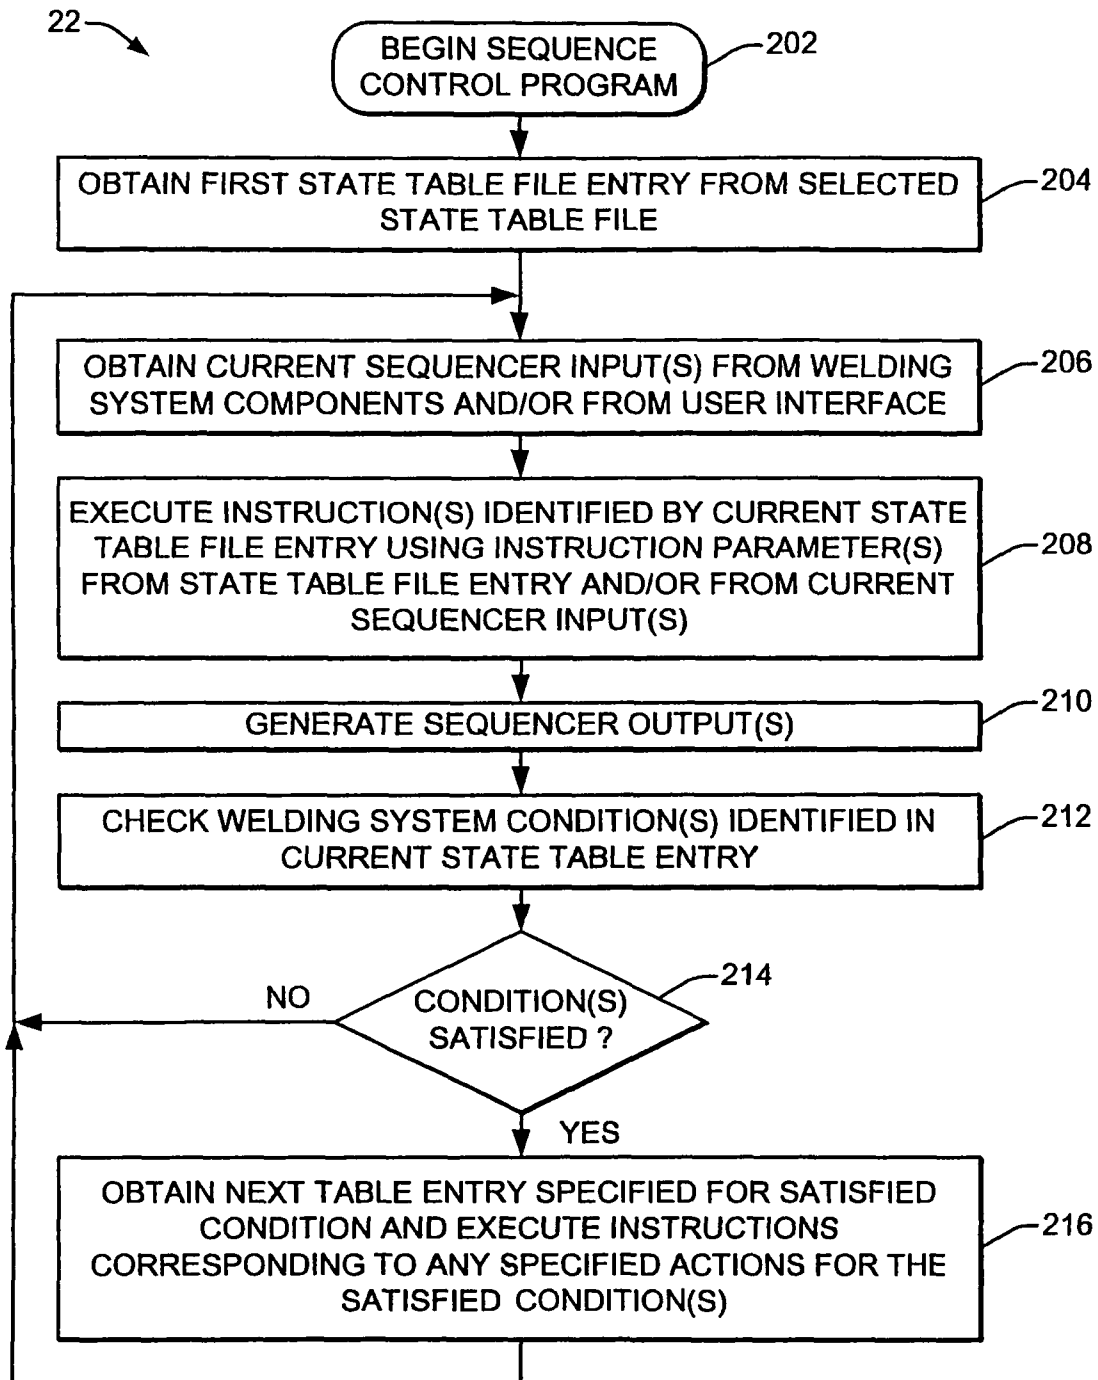 22
BEGIN SEQUENCE
CONTROL PROGRAM
202
OBTAIN FIRST STATE TABLE FILE ENTRY FROM SELECTED
STATE TABLE FILE
204
OBTAIN CURRENT SEQUENCER INPUT(S) FROM WELDING
SYSTEM COMPONENTS AND/OR FROM USER INTERFACE
206
EXECUTE INSTRUCTION(S) IDENTIFIED BY CURRENT STATE
TABLE FILE ENTRY USING INSTRUCTION PARAMETER(S)
FROM STATE TABLE FILE ENTRY AND/OR FROM CURRENT
SEQUENCER INPUT(S)
208
GENERATE SEQUENCER OUTPUT(S)
210
CHECK WELDING SYSTEM CONDITION(S) IDENTIFIED IN
CURRENT STATE TABLE ENTRY
212
CONDITION(S)
SATISFIED ?
214
NO
YES
OBTAIN NEXT TABLE ENTRY SPECIFIED FOR SATISFIED
CONDITION AND EXECUTE INSTRUCTIONS
CORRESPONDING TO ANY SPECIFIED ACTIONS FOR THE
SATISFIED CONDITION(S)
216